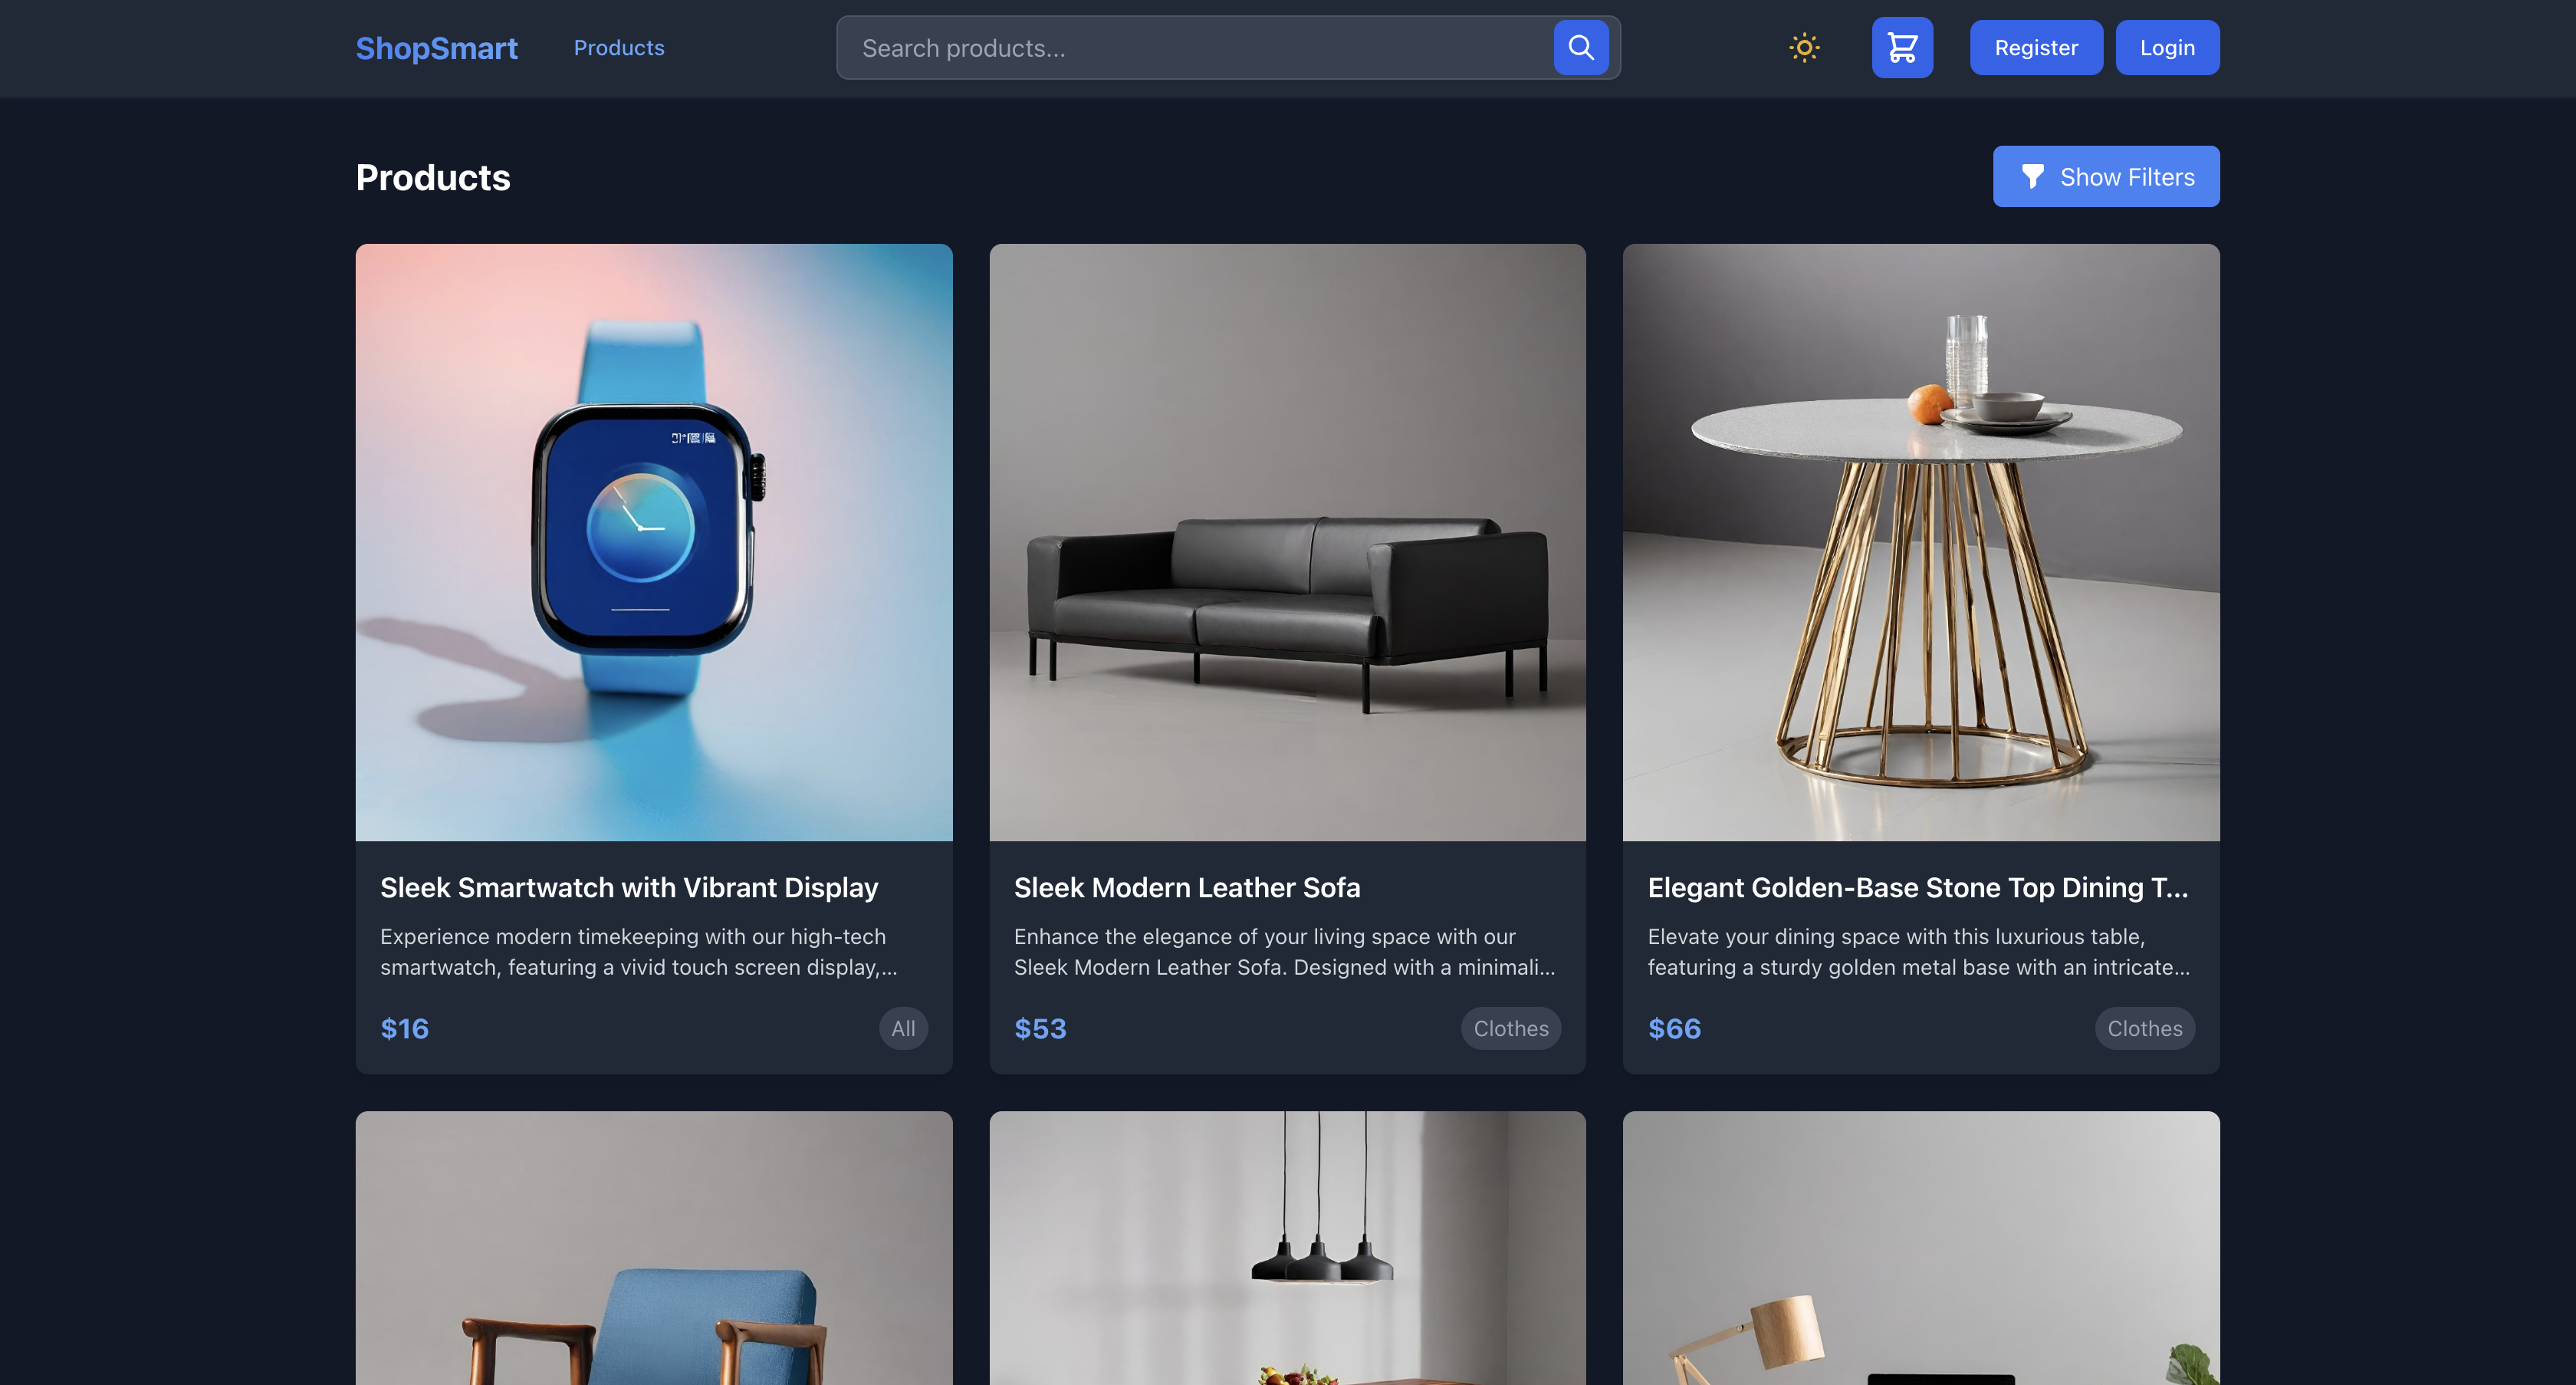 ShopSmart
Products
Search products...
Register
Login
Products
Show Filters
Sleek Smartwatch with Vibrant Display
Experience modern timekeeping with our high-tech
smartwatch, featuring a vivid touch screen display,...
$16
All
Sleek Modern Leather Sofa
Enhance the elegance of your living space with our
Sleek Modern Leather Sofa. Designed with a minimali...
$53
Clothes
Elegant Golden-Base Stone Top Dining T...
Elevate your dining space with this luxurious table,
featuring a sturdy golden metal base with an intricate...
$66
Clothes